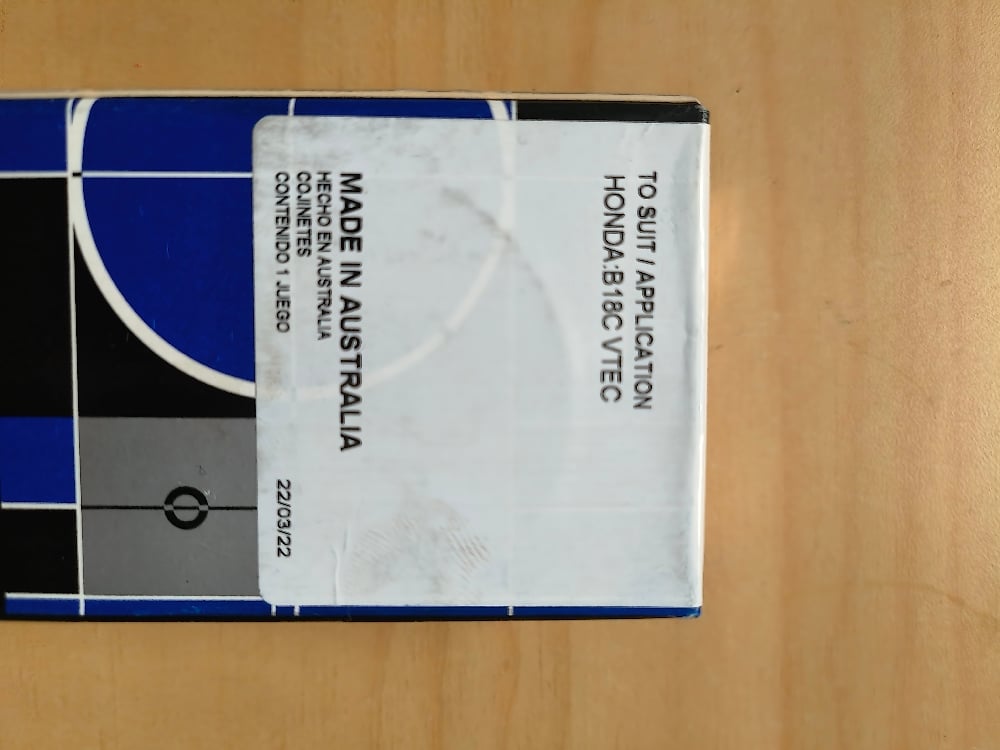 TO SUIT / APPLICATION
HONDA:B18C VTEC
MADE IN AUSTRALIA
HECHO EN AUSTRALIA
COJINETES
CONTENIDO 1 JUEGO
22/03/22